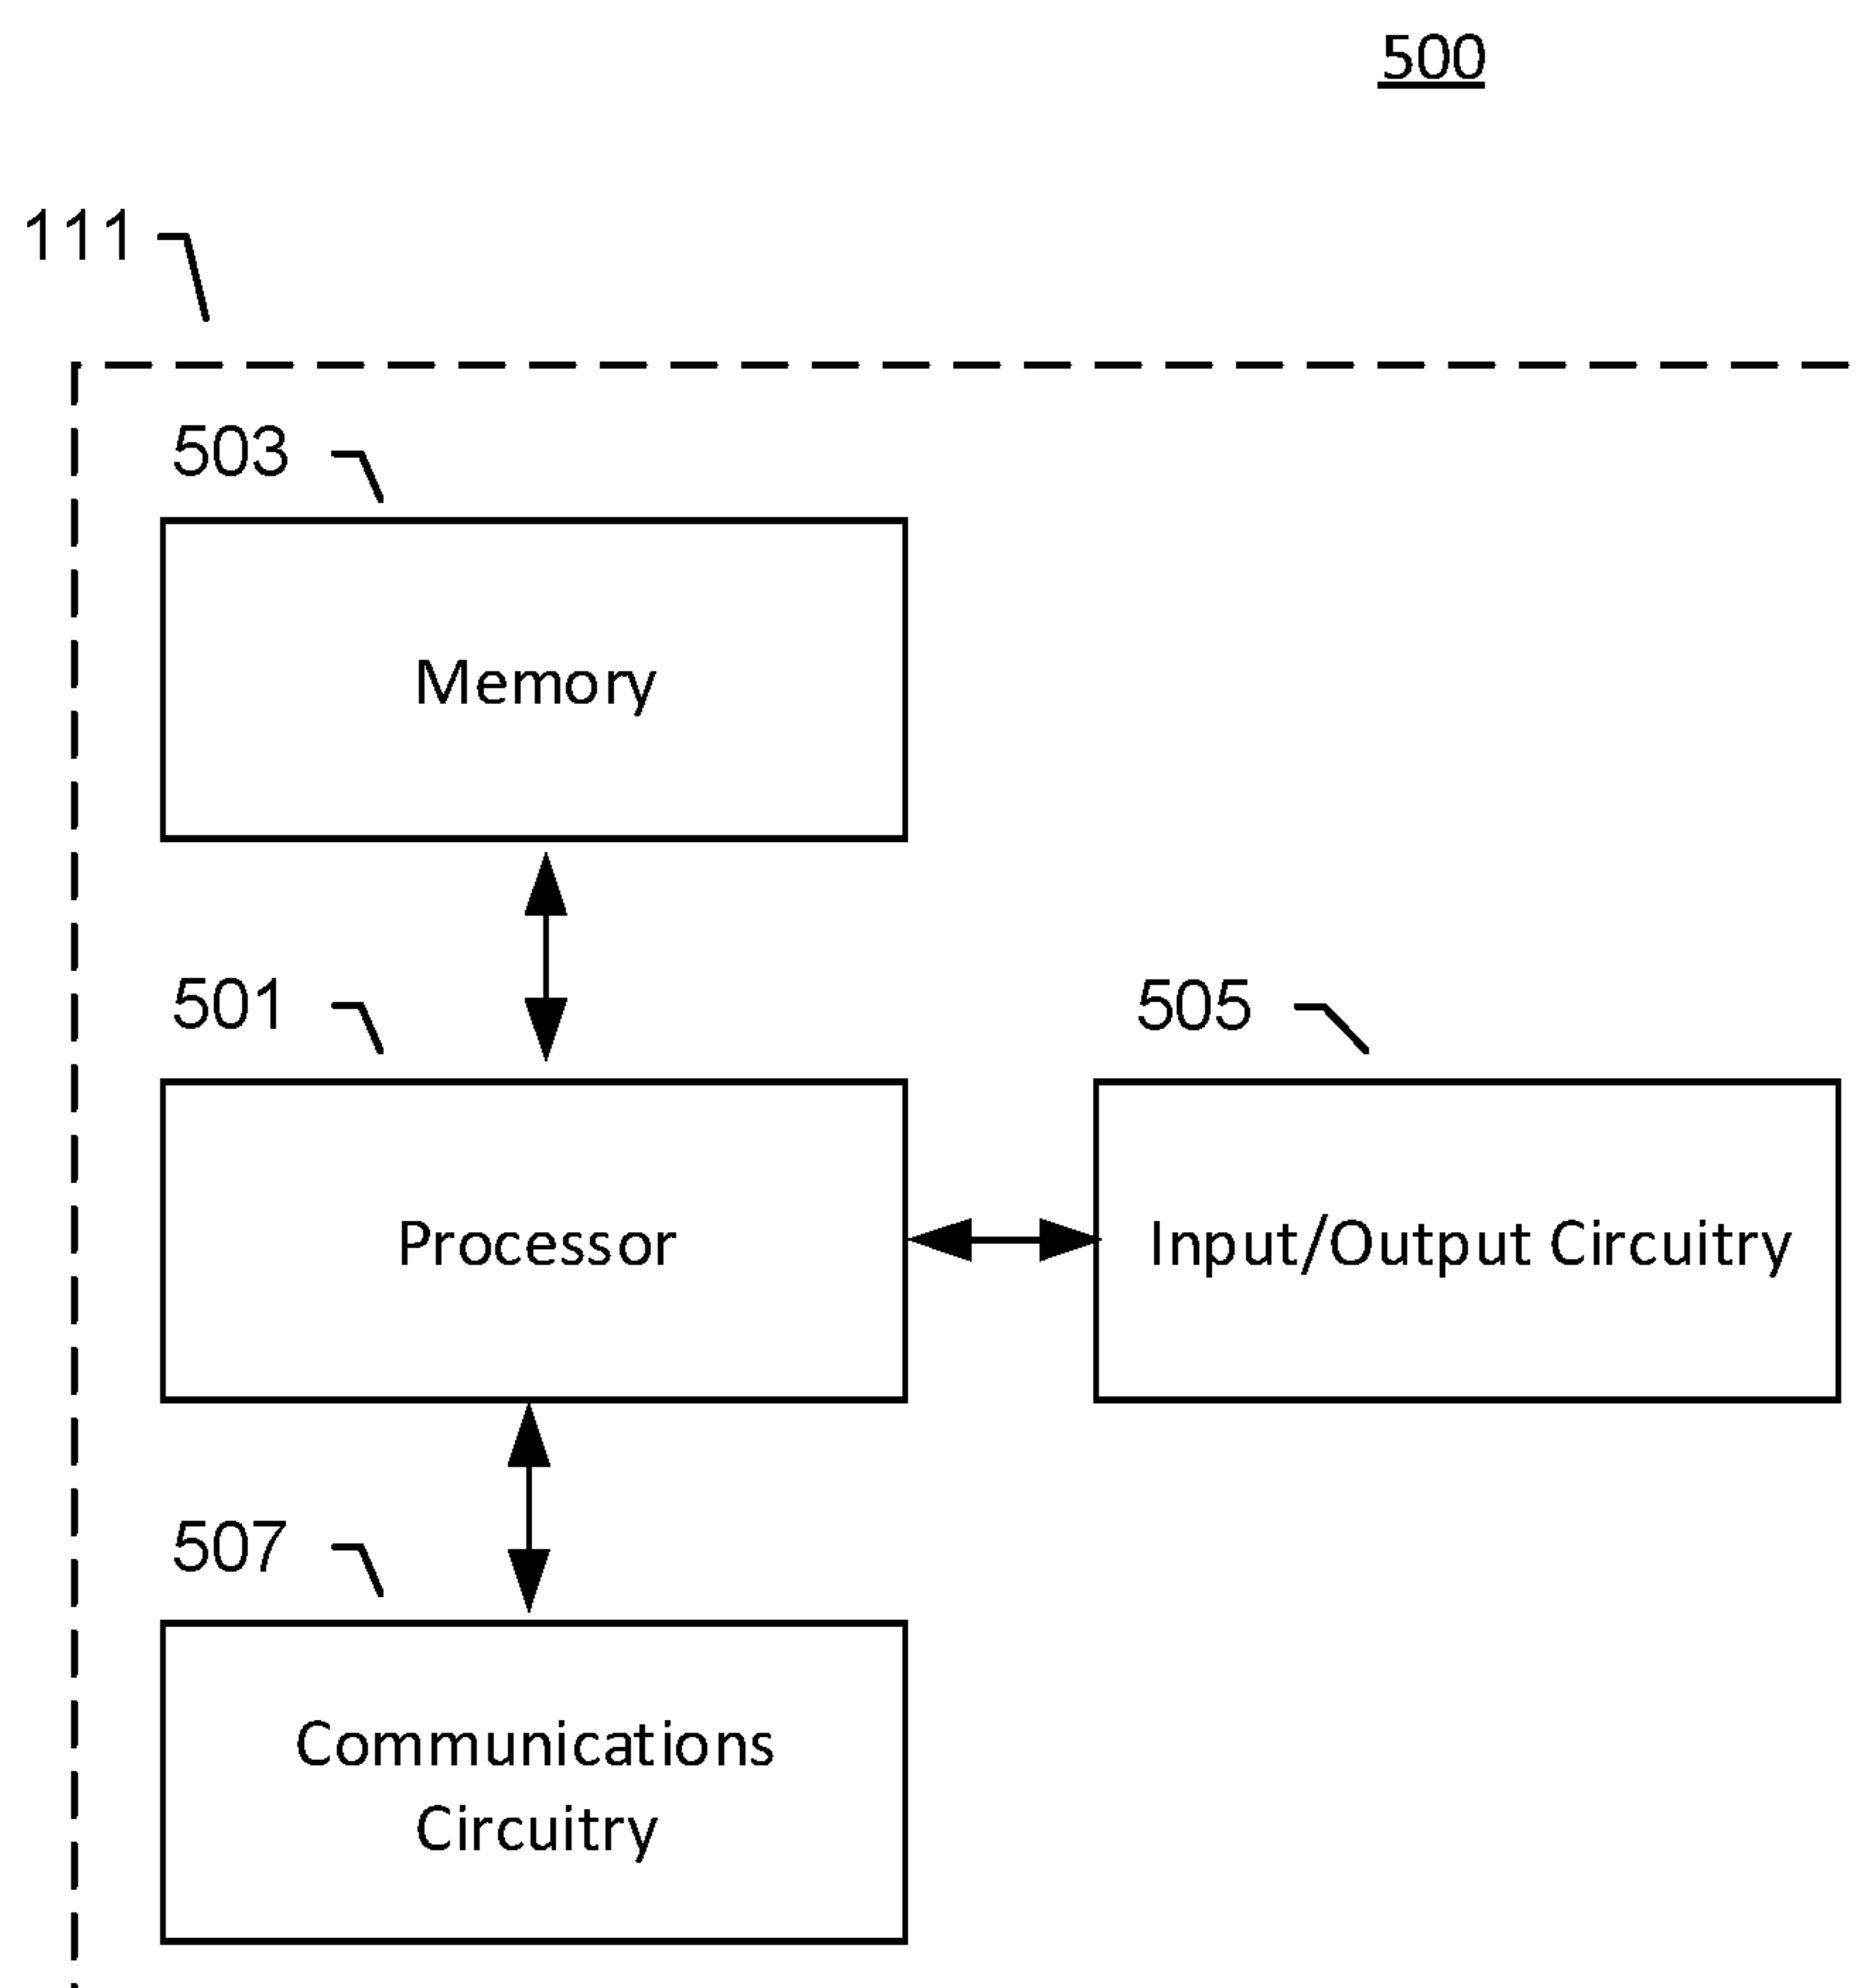 500
111
503
Memory
501
505
Processor
Input/Output Circuitry
507
Communications
Circuitry